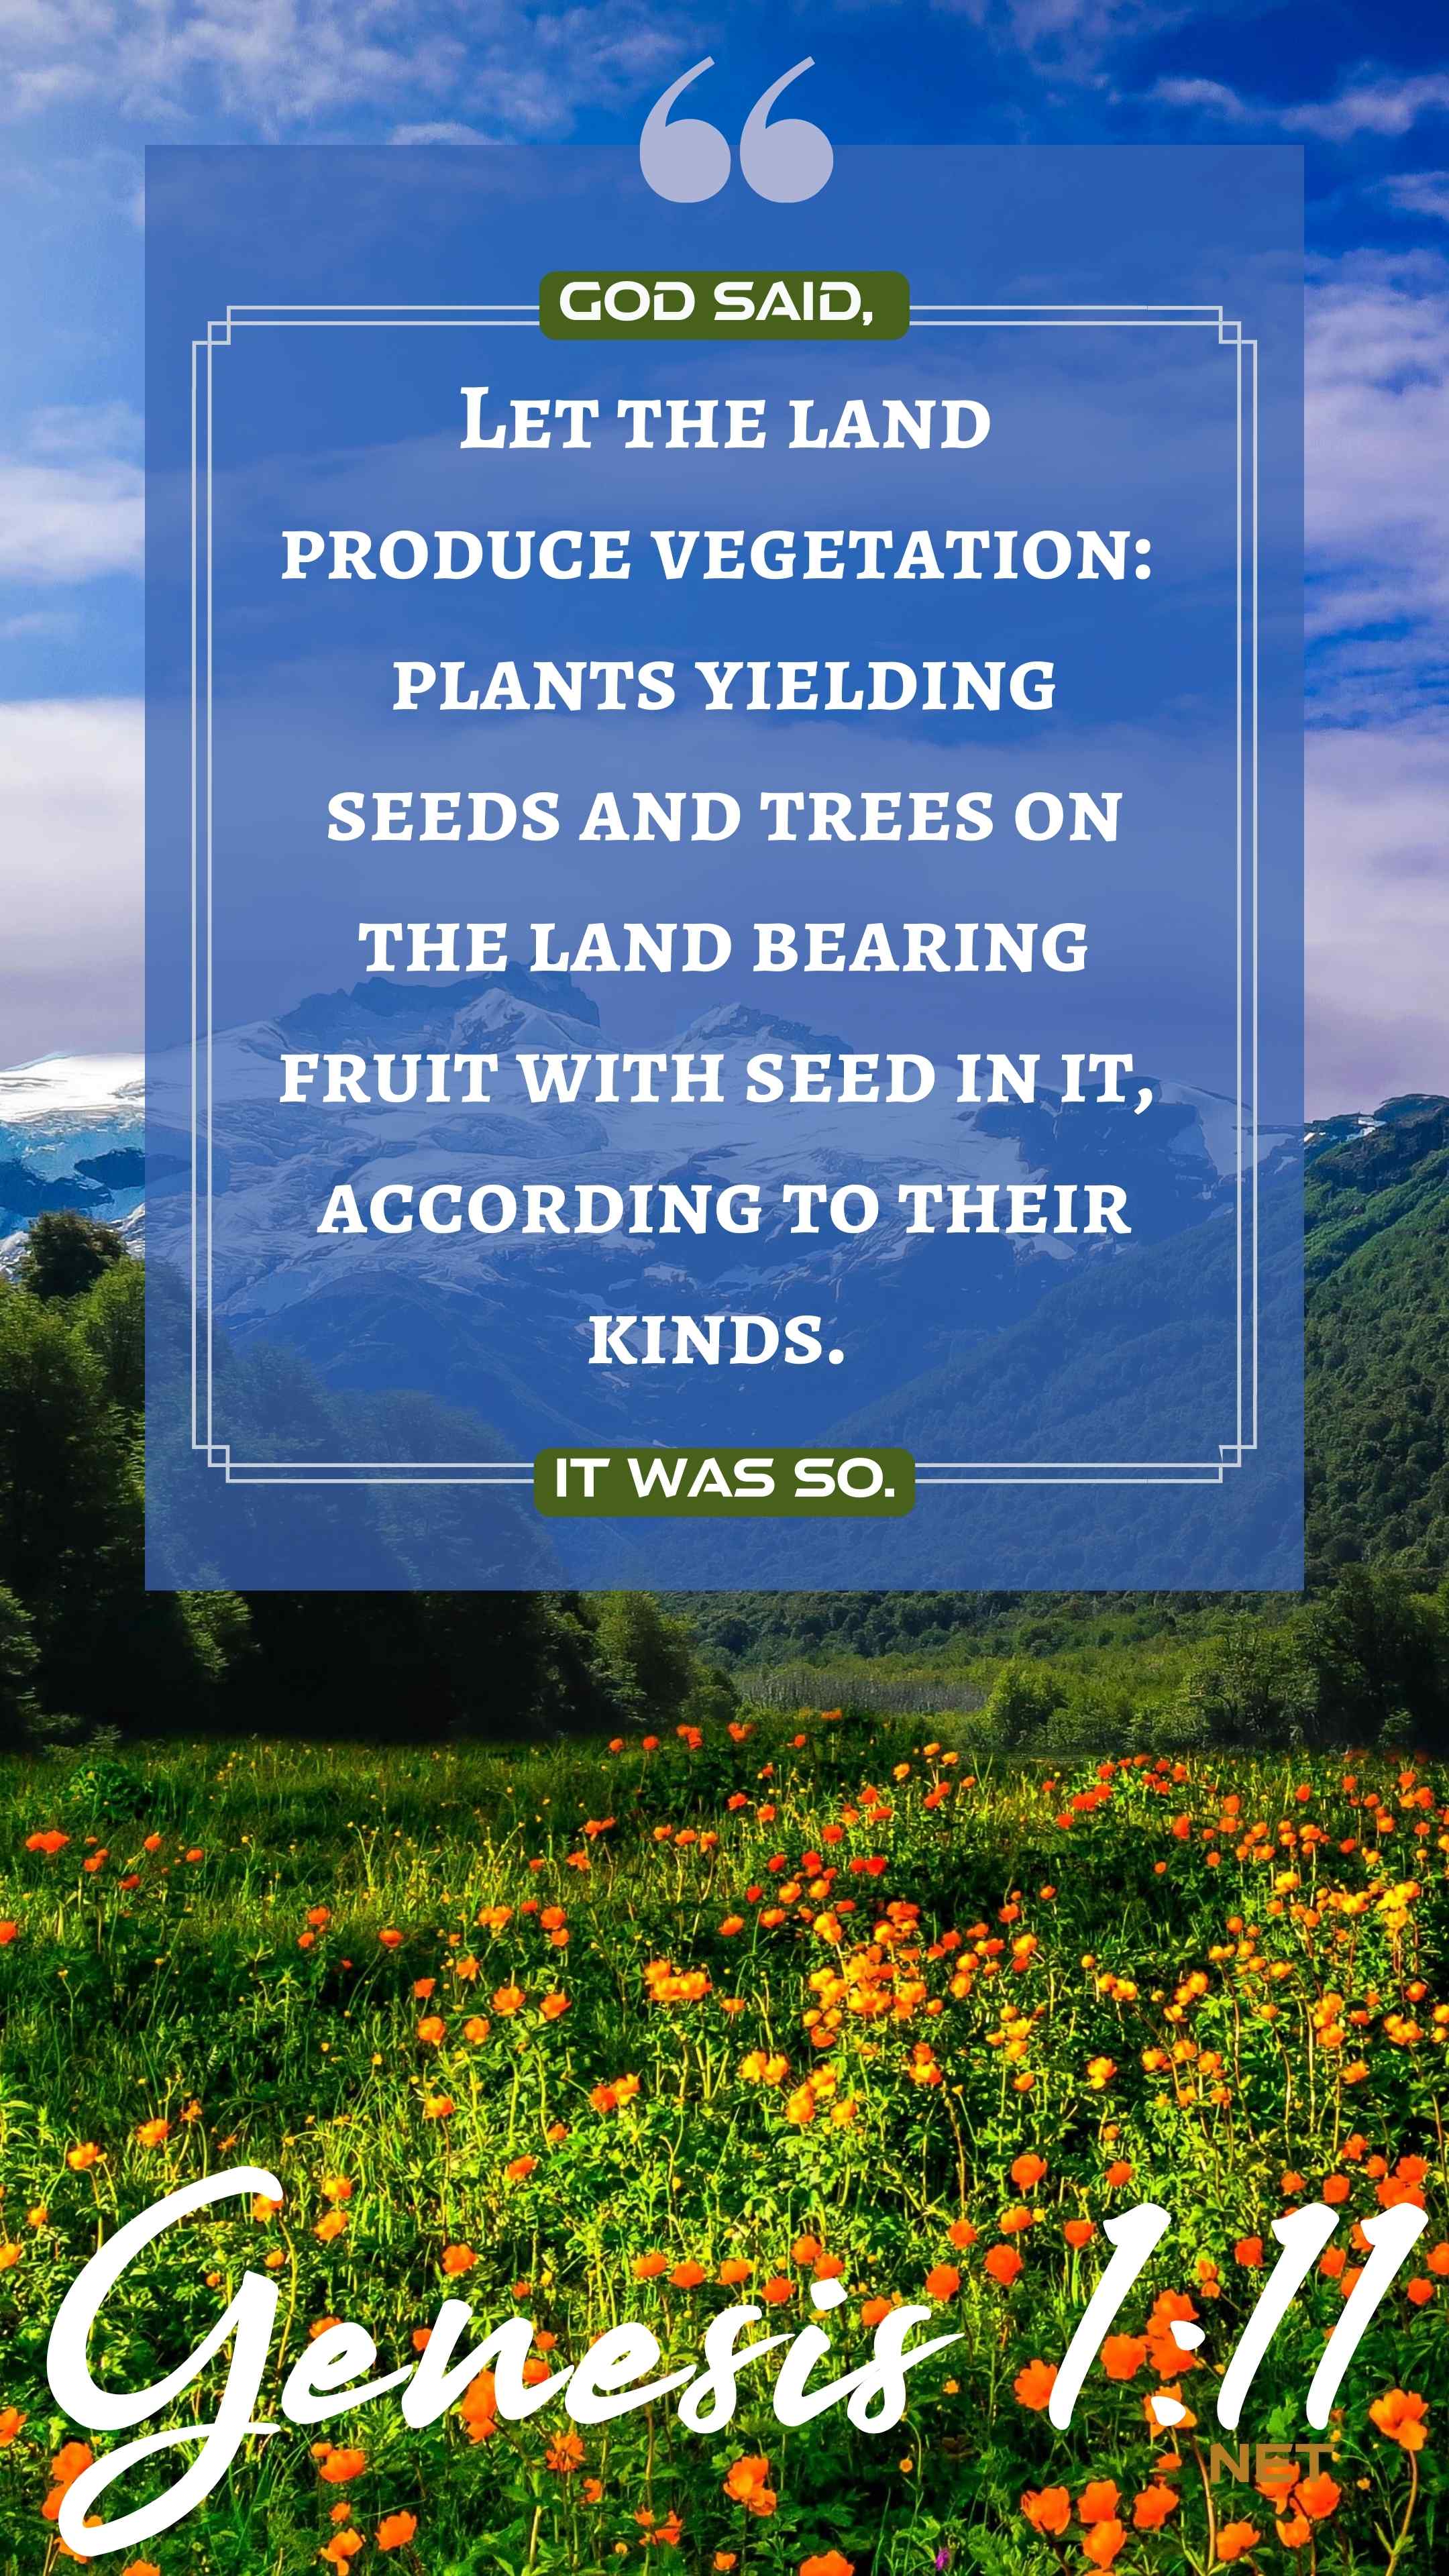 “
GOD SAID,
LET THE LAND
PRODUCE VEGETATION:
PLANTS YIELDING
SEEDS AND TREES ON
THE LAND BEARING
FRUIT WITH SEED IN IT,
ACCORDING TO THEIR
KINDS.
IT WAS SO.
Genesis 1:11
NET